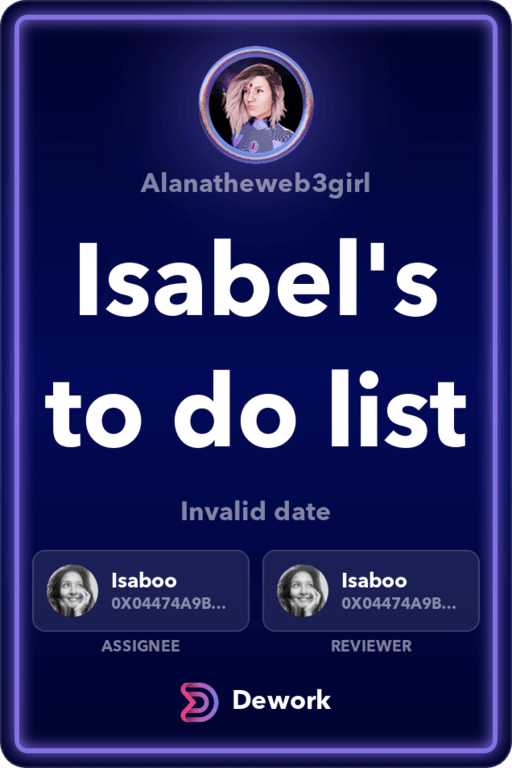 Alanatheweb3girl
Isabel's
to do list
Invalid date
Isaboo
0X04474A9B...
ASSIGNEE
Isaboo
0X04474A9B...
REVIEWER
Dework